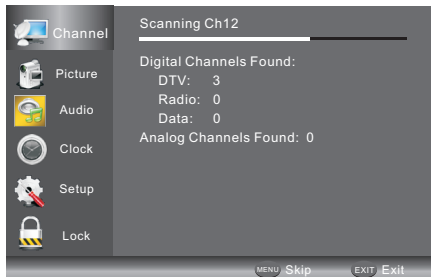 Channel
Picture
Audio
Clock
Setup
Lock
Scanning Ch12
Digital Channels Found:
DTV: 3
Radio: 0
Data: 0
Analog Channels Found: 0
MENU Skip EXIT Exit